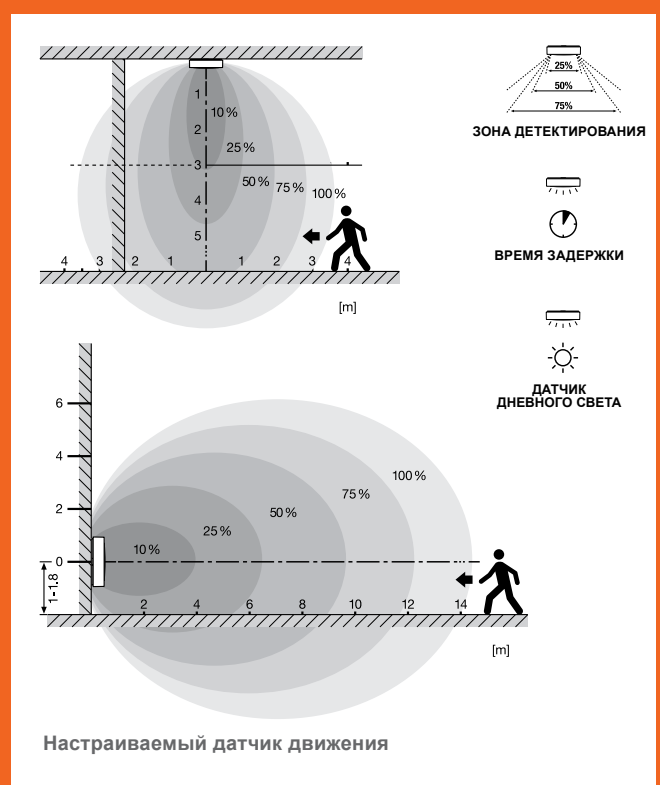 1
10 %
2
25 %
3
50 % 75 % 100 %
4
5
4 3 2 1 1 2 3 4
[m]
25%
50%
75%
ЗОНА ДЕТЕКТИРОВАНИЯ
ВРЕМЯ ЗАДЕРЖКИ
ДАТЧИК
ДНЕВНОГО СВЕТА
6
4
2
0
1-1.8
10 %
25 %
50 %
75 %
100 %
2 4 6 8 10 12 14
[m]
Настраиваемый датчик движения